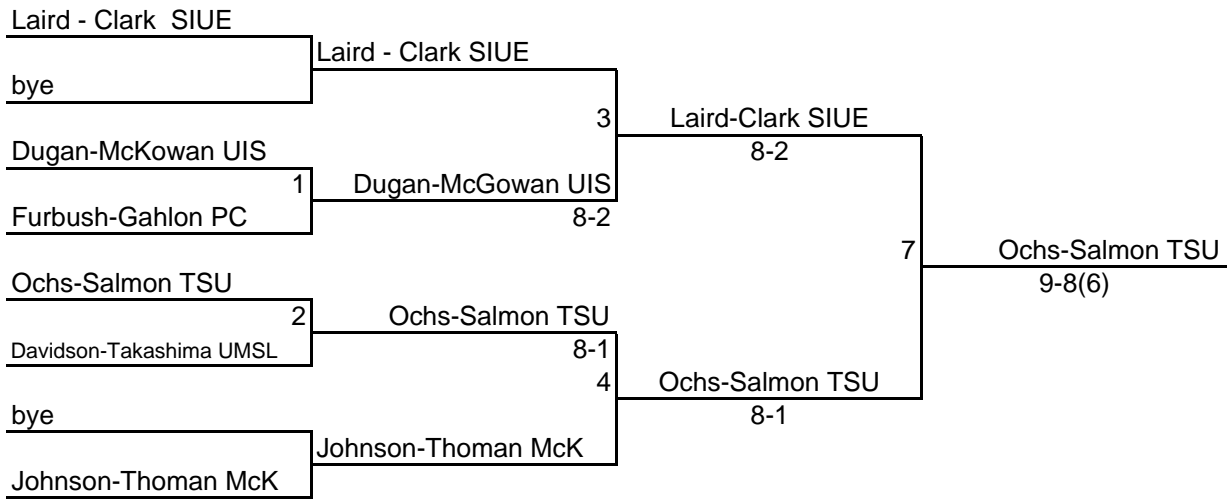 Laird - Clark  SIUE
Laird - Clark SIUE
bye
3
Laird-Clark SIUE
8-2
Dugan-McKowan UIS
1
Dugan-McGowan UIS
Furbush-Gahlon PC
8-2
7
Ochs-Salmon TSU
9-8(6)
Ochs-Salmon TSU
2
Ochs-Salmon TSU
Davidson-Takashima UMSL
8-1
4
Ochs-Salmon TSU
8-1
bye
Johnson-Thoman McK
Johnson-Thoman McK